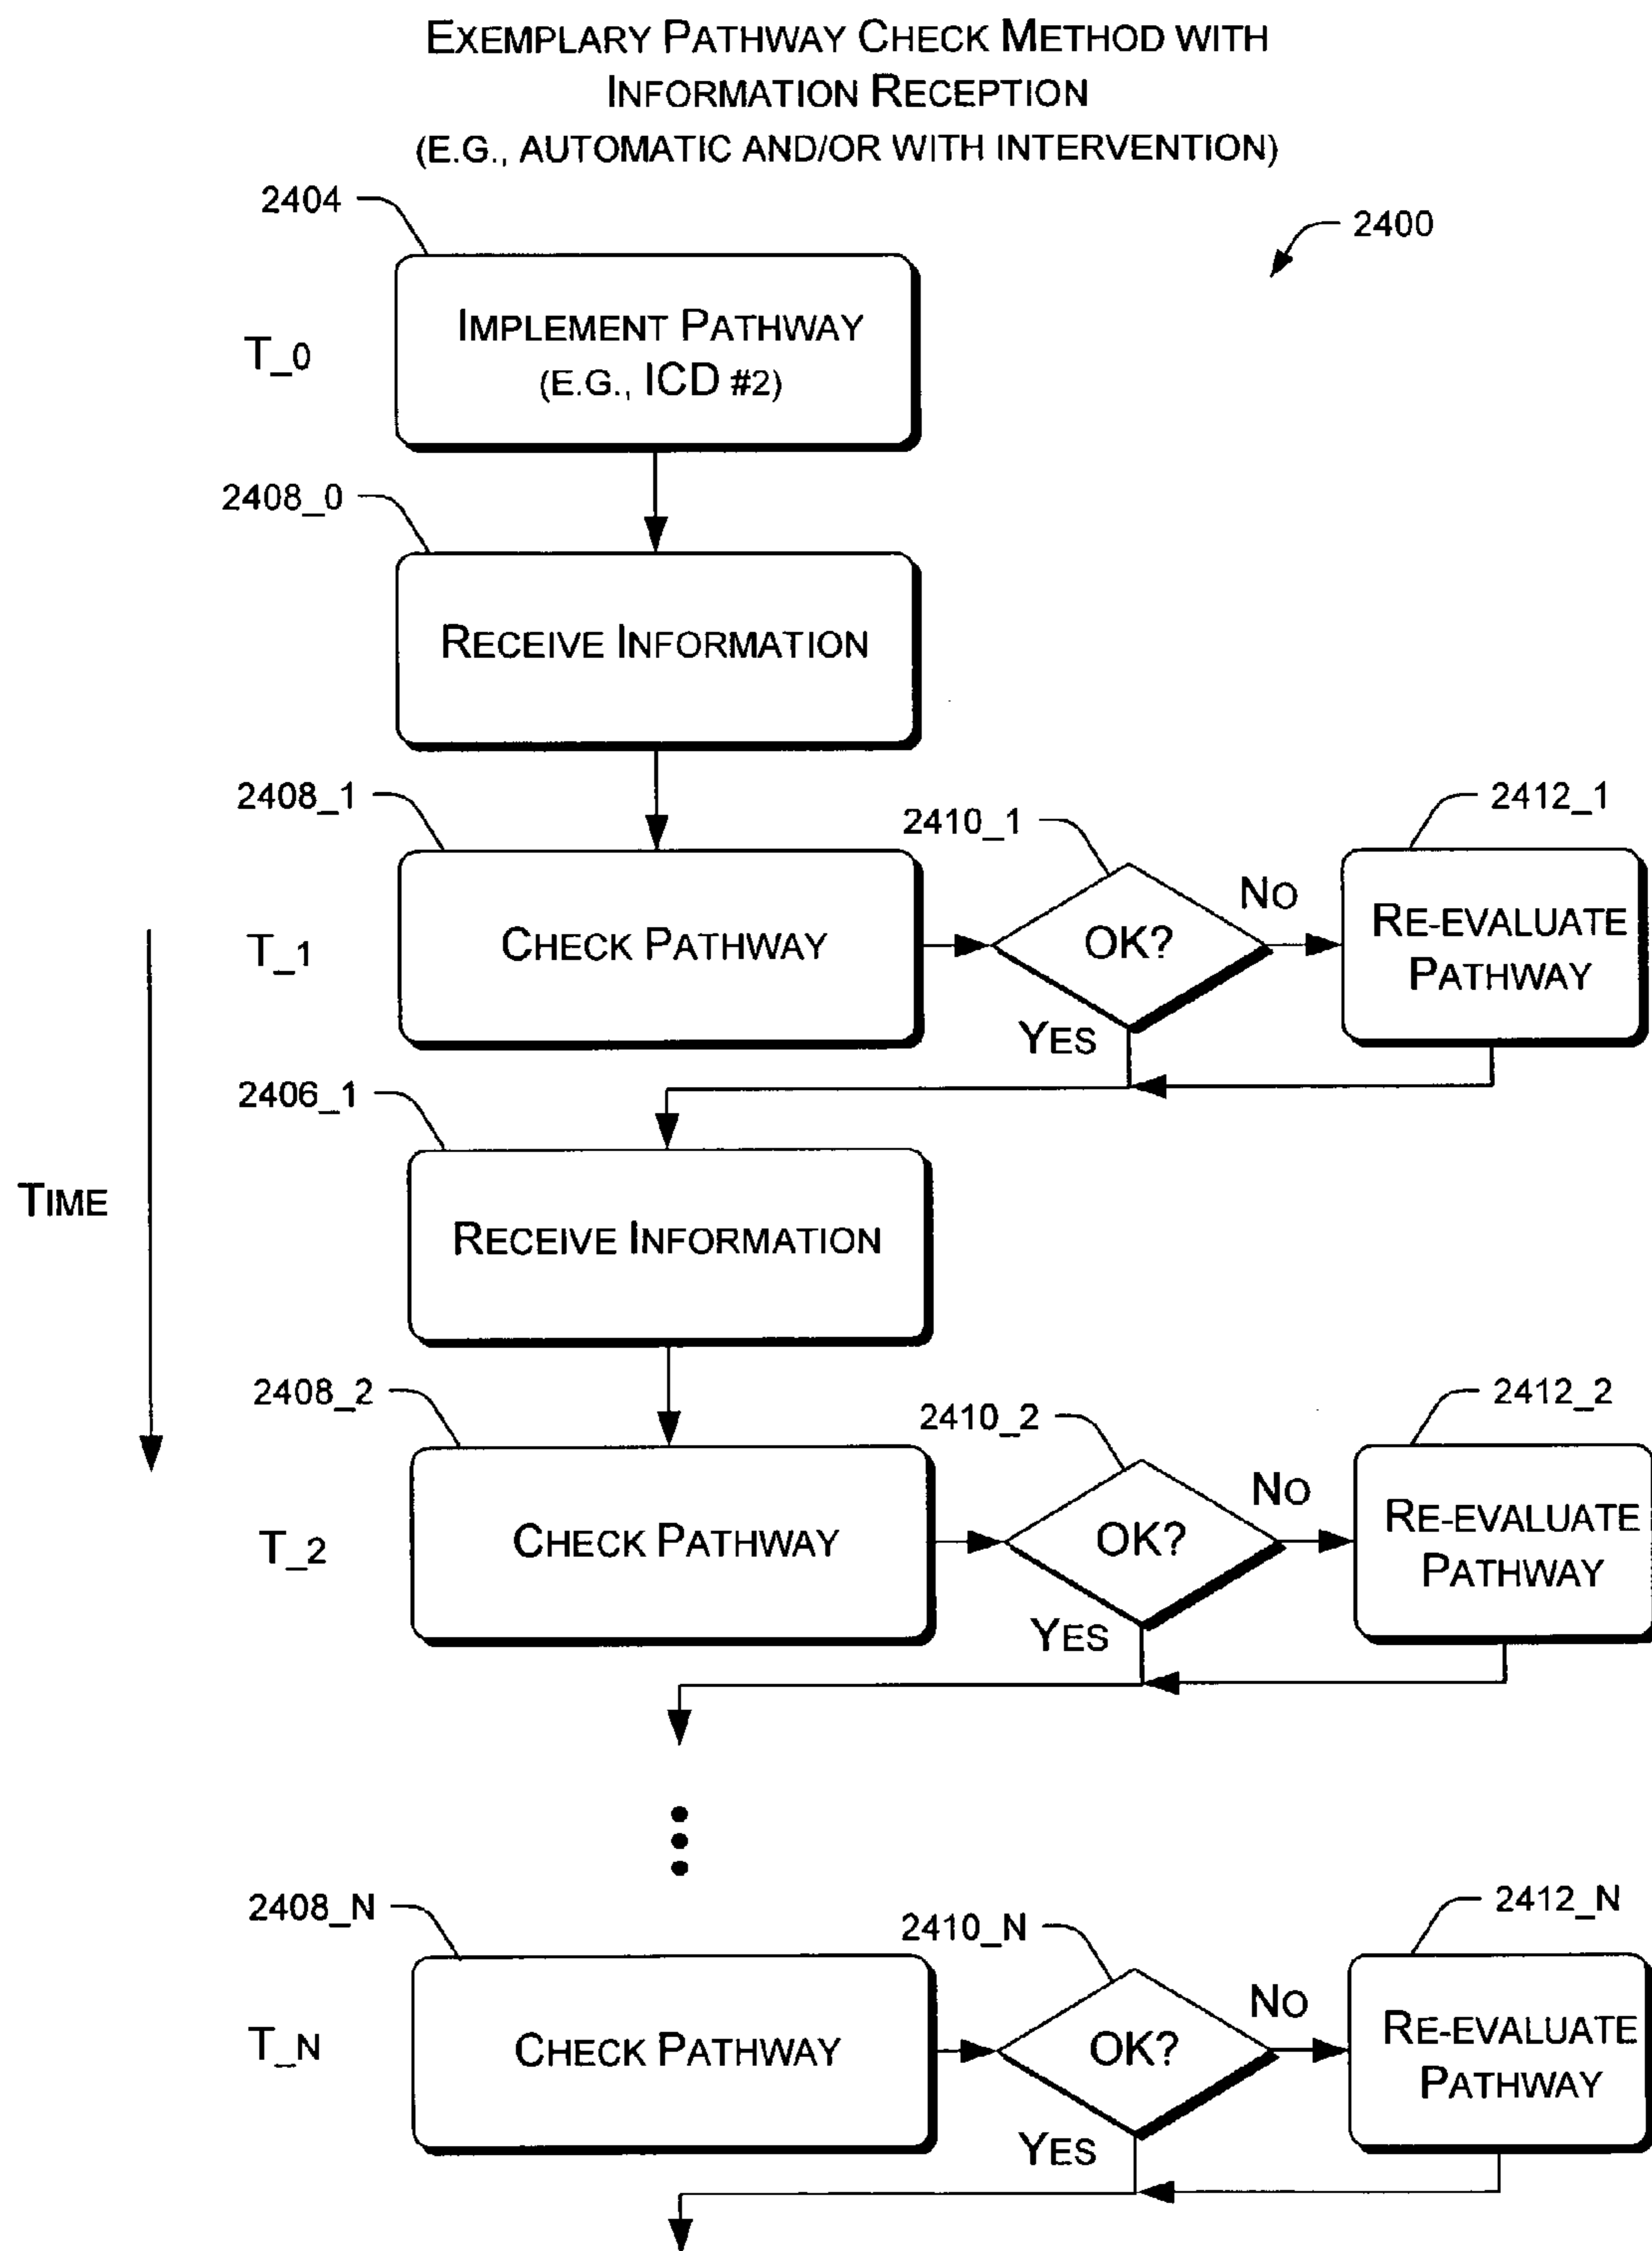 EXEMPLARY PATHWAY CHECK METHOD WITH
INFORMATION RECEPTION
(E.G., AUTOMATIC AND/OR WITH INTERVENTION)
2404
2400
T_0
IMPLEMENT PATHWAY
(E.G., ICD #2)
2408_0
RECEIVE INFORMATION
2408_1
2410_1
2412_1
T_1
CHECK PATHWAY
OK?
NO
RE-EVALUATE
PATHWAY
YES
2406_1
TIME
RECEIVE INFORMATION
2408_2
2410_2
2412_2
T_2
CHECK PATHWAY
OK?
NO
RE-EVALUATE
PATHWAY
YES
2408_N
2410_N
2412_N
T_N
CHECK PATHWAY
OK?
NO
RE-EVALUATE
PATHWAY
YES